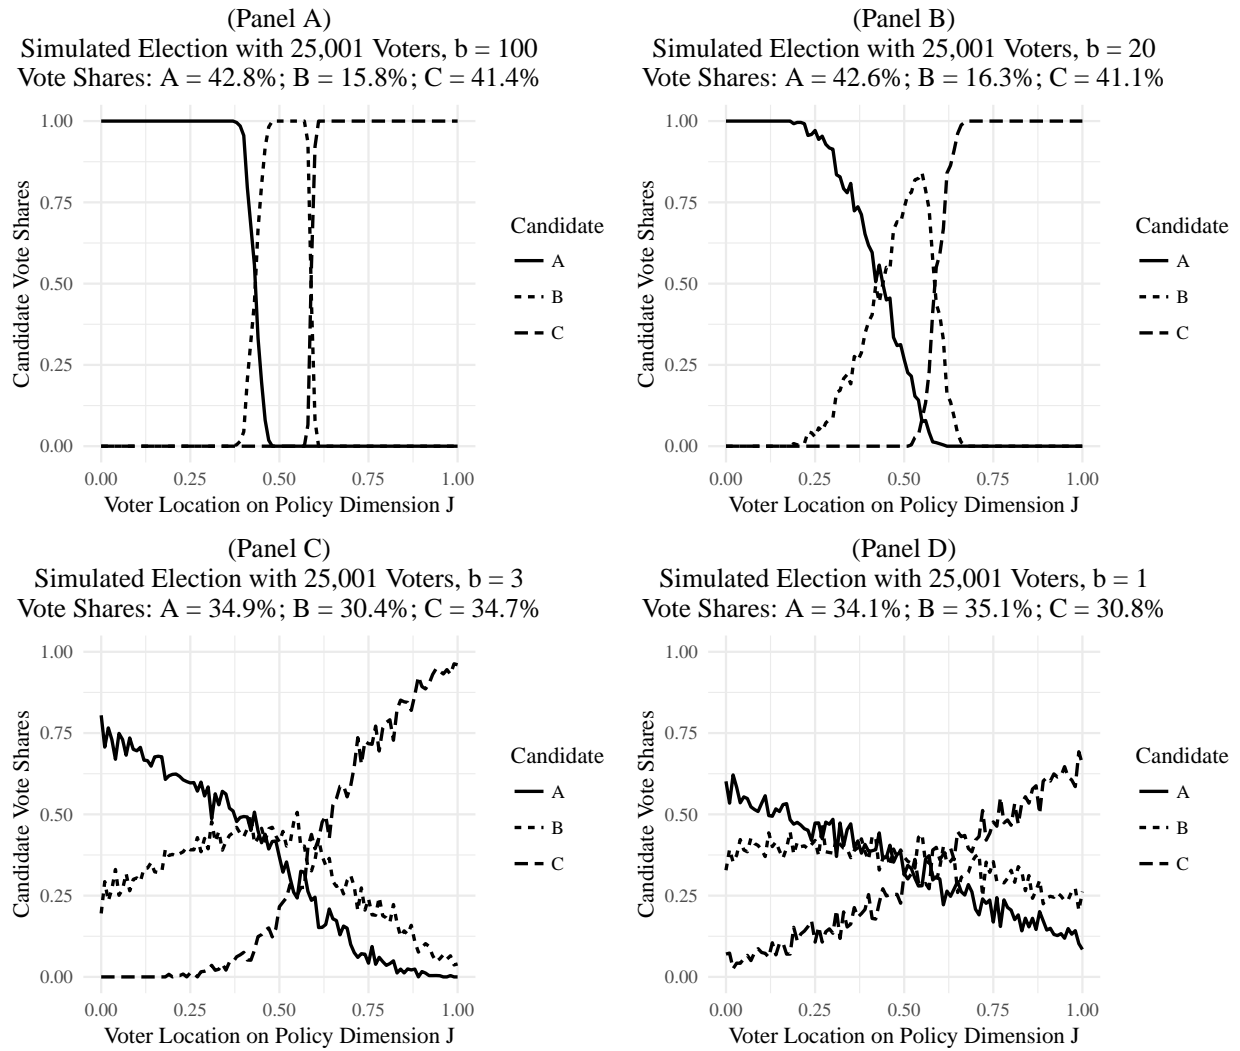 (Panel A)
Simulated Election with 25,001 Voters, b = 100
Vote Shares: A = 42.8%; B = 15.8%; C = 41.4%
1.00
0.75
0.50
0.25
0.00
Candidate Vote Shares
0.00 0.25 0.50 0.75 1.00
Voter Location on Policy Dimension J
Candidate
A
B
C
(Panel B)
Simulated Election with 25,001 Voters, b = 20
Vote Shares: A = 42.6%; B = 16.3%; C = 41.1%
1.00
0.75
0.50
0.25
0.00
Candidate Vote Shares
0.00 0.25 0.50 0.75 1.00
Voter Location on Policy Dimension J
Candidate
A
B
C
(Panel C)
Simulated Election with 25,001 Voters, b = 3
Vote Shares: A = 34.9%; B = 30.4%; C = 34.7%
1.00
0.75
0.50
0.25
0.00
Candidate Vote Shares
0.00 0.25 0.50 0.75 1.00
Voter Location on Policy Dimension J
Candidate
A
B
C
(Panel D)
Simulated Election with 25,001 Voters, b = 1
Vote Shares: A = 34.1%; B = 35.1%; C = 30.8%
1.00
0.75
0.50
0.25
0.00
Candidate Vote Shares
0.00 0.25 0.50 0.75 1.00
Voter Location on Policy Dimension J
Candidate
A
B
C